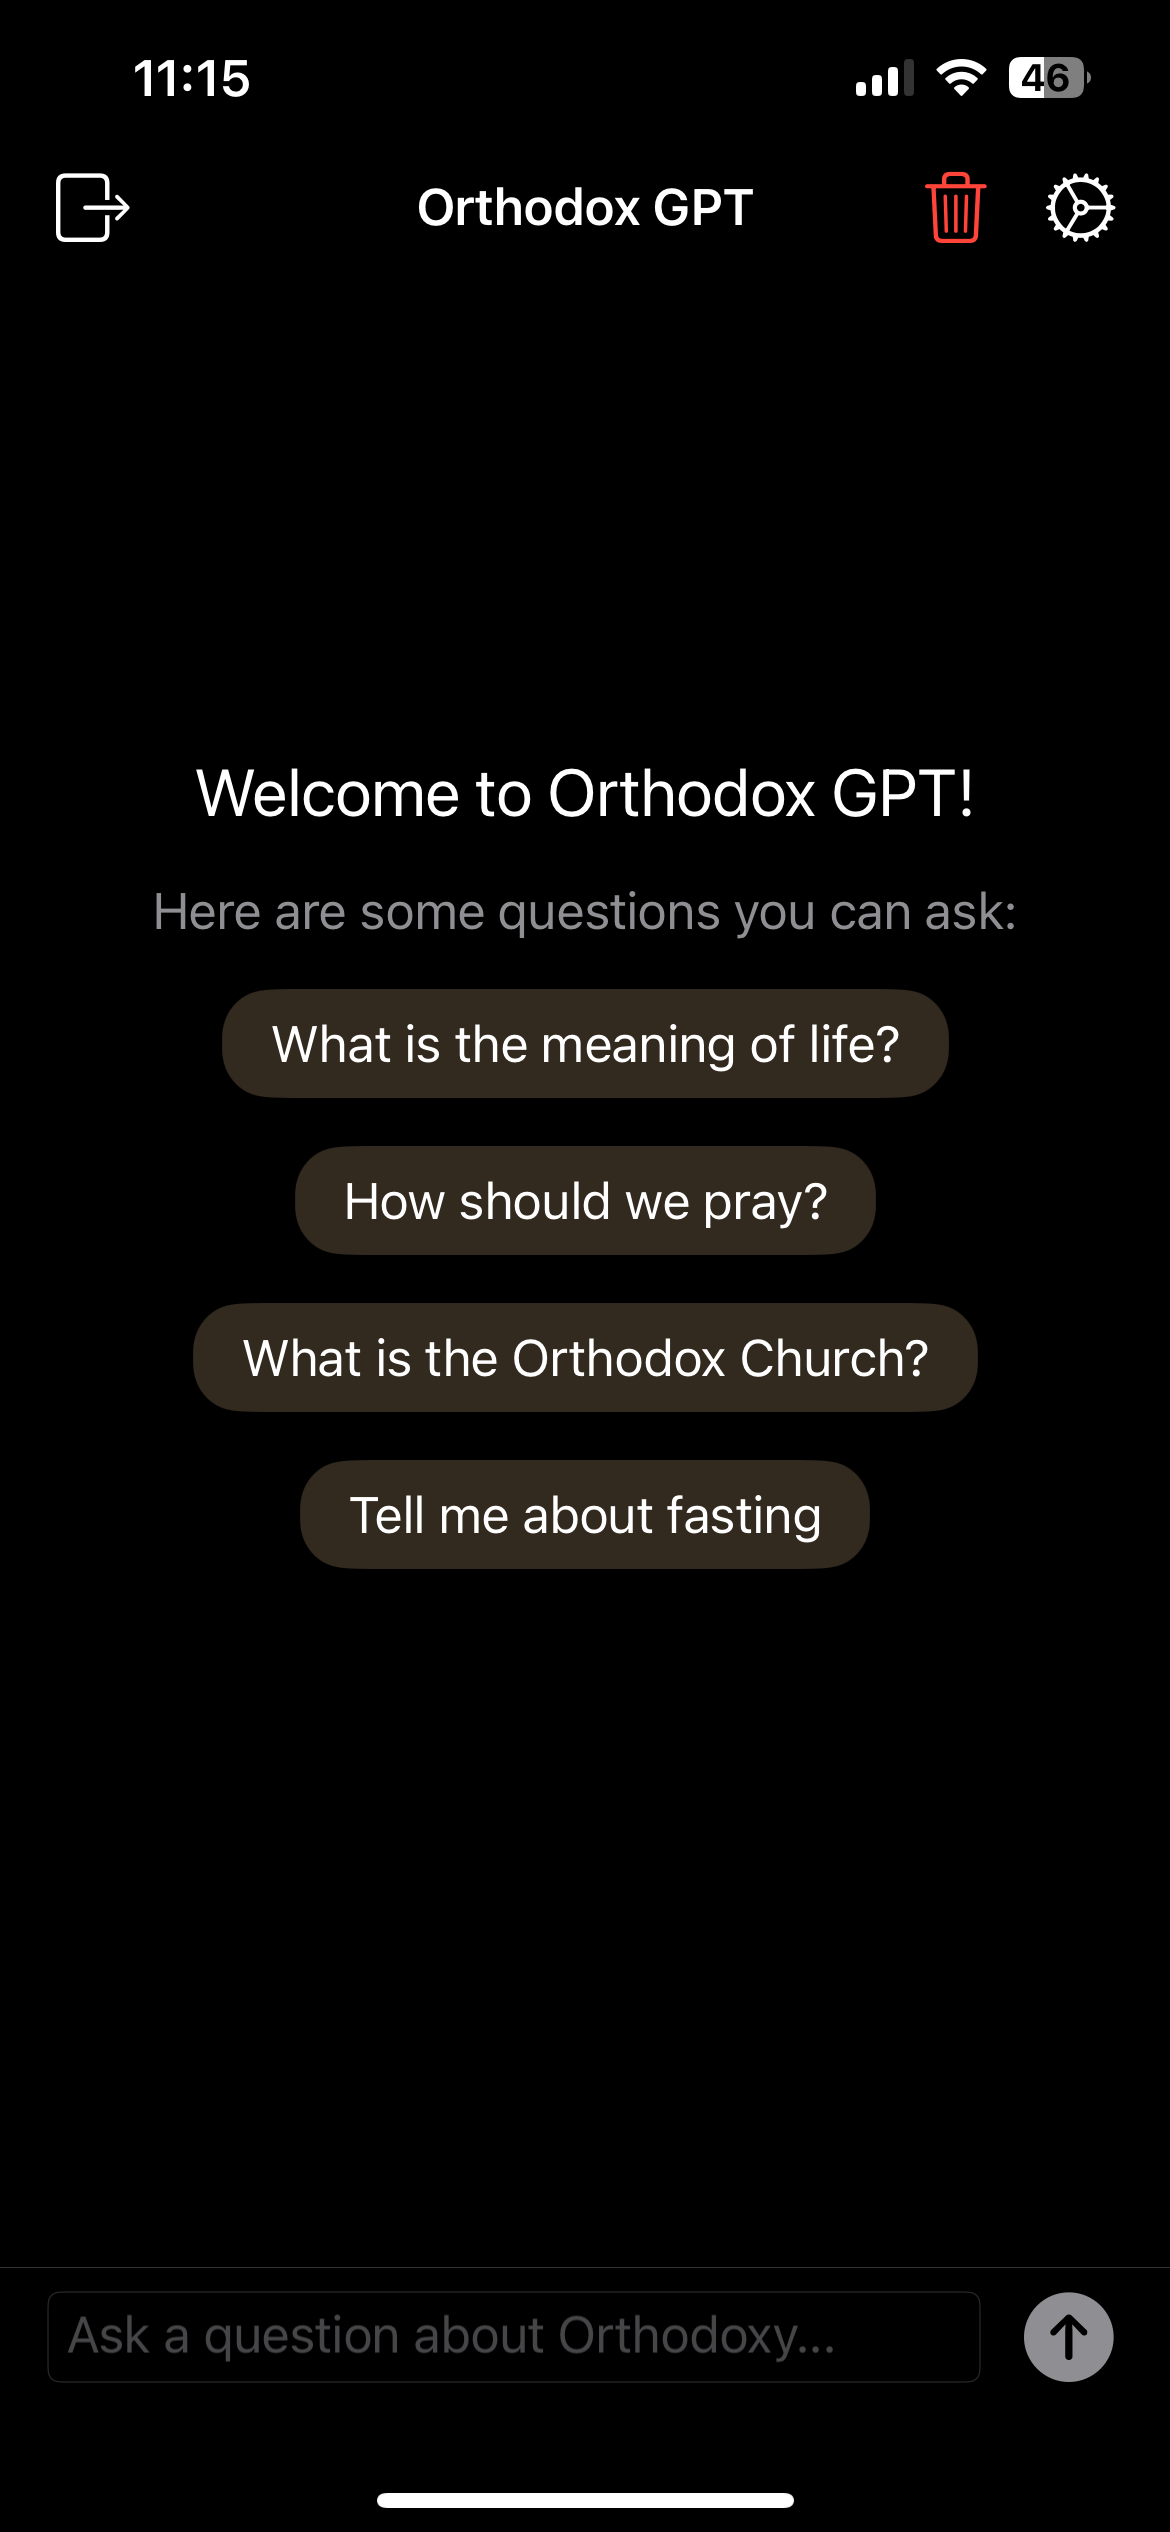 11:15
46
Orthodox GPT
Welcome to Orthodox GPT!
Here are some questions you can ask:
What is the meaning of life?
How should we pray?
What is the Orthodox Church?
Tell me about fasting
Ask a question about Orthodoxy...